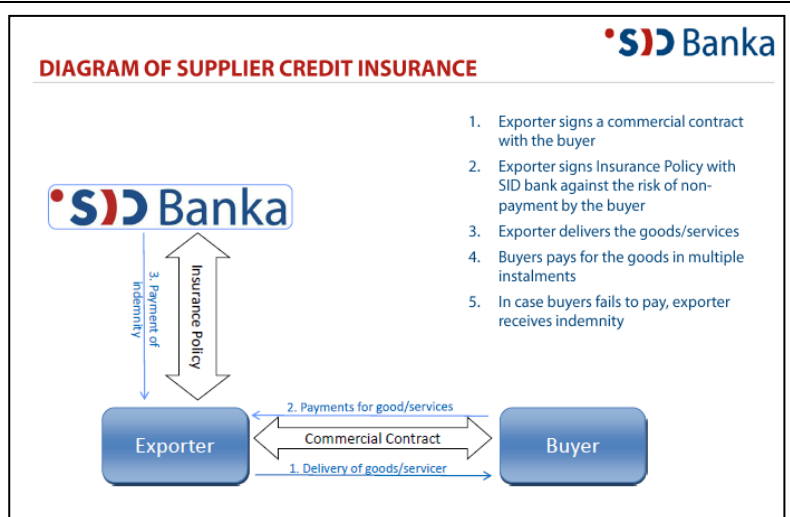 SID Banka
DIAGRAM OF SUPPLIER CREDIT INSURANCE
1. Exporter signs a commercial contract
with the buyer
2. Exporter signs Insurance Policy with
SID bank against the risk of non-
payment by the buyer
3. Exporter delivers the goods/services
4. Buyers pays for the goods in multiple
instalments
5. In case buyers fails to pay, exporter
receives indemnity
SID Banka
3. Payment of
indemnity
Insurance Policy
2. Payments for good/services
Exporter
Commercial Contract
Buyer
1. Delivery of goods/servicer